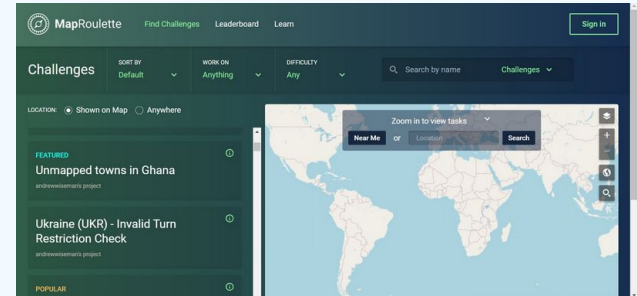 MapRoulette
Find Challenges
Leaderboard
Learn
Sign in
Challenges
SORT BY
Default
WORK ON
Anything
DIFFICULTY
Any
Search by name
Challenges
LOCATION:
Shown on Map
Anywhere
Zoom in to view tasks
Near Me
or
Location
Search
FEATURED
Unmapped towns in Ghana
andrewwiseman's project
Ukraine (UKR) - Invalid Turn
Restriction Check
andrewwiseman's project
POPULAR